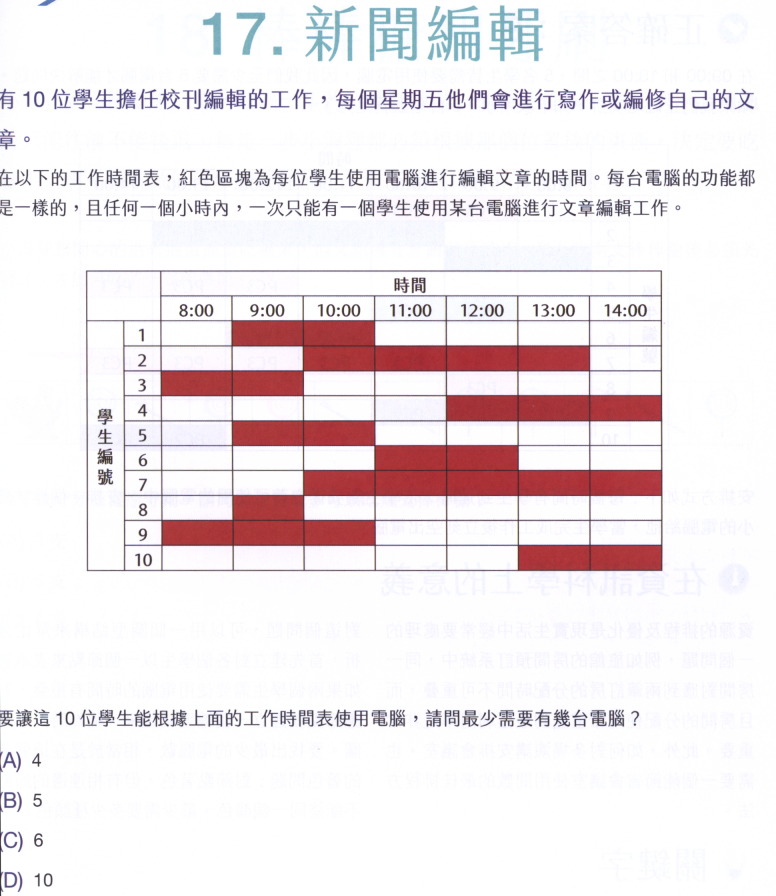 17. 新聞編輯
有 10 位學生擔任校刊編輯的工作，每個星期五他們會進行寫作或編修自己的文
章。
在以下的工作時間表，紅色區塊為每位學生使用電腦進行編輯文章的時間。每台電腦的功能都
是一樣的，且任何一個小時內，一次只能有一個學生使用某台電腦進行文章編輯工作。
時間
8:00 9:00 10:00 11:00 12:00 13:00 14:00
學生編號
1
2
3
4
5
6
7
8
9
10
要讓這 10 位學生能根據上面的工作時間表使用電腦，請問最少需要有幾台電腦？
(A) 4
(B) 5
(C) 6
(D) 10